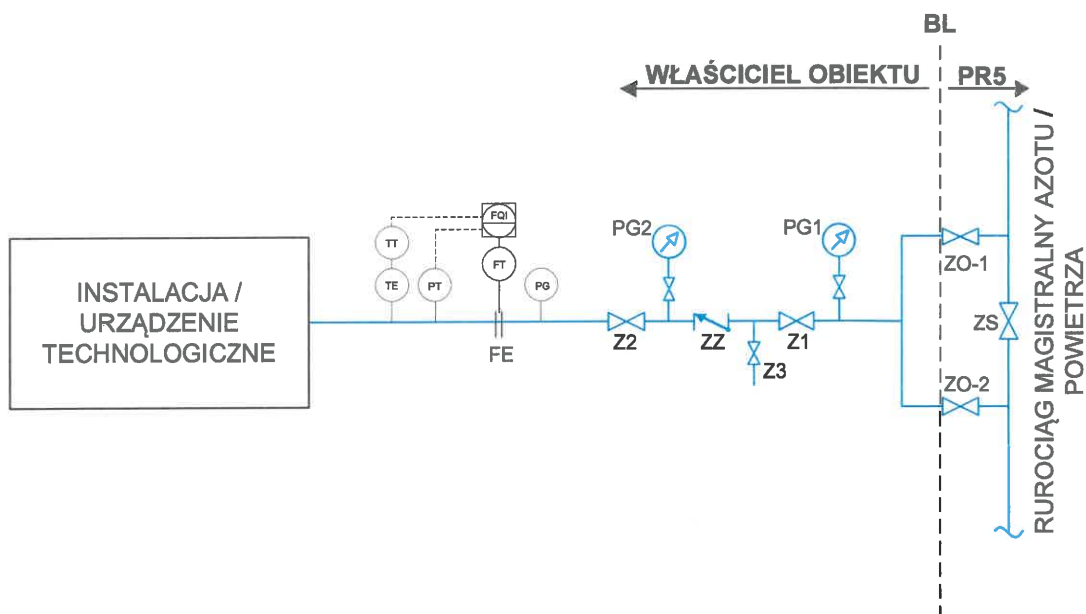 BL
WŁAŚCICIEL OBIEKTU
PR5
RUROCIĄG MAGISTRALNY AZOTU /
POWIETRZA
FQI
TT
FT
TE
PT
PG
PG2
PG1
ZO-1
ZS
ZO-2
INSTALACJA /
URZĄDZENIE
TECHNOLOGICZNE
FE
Z2
ZZ
Z1
Z3